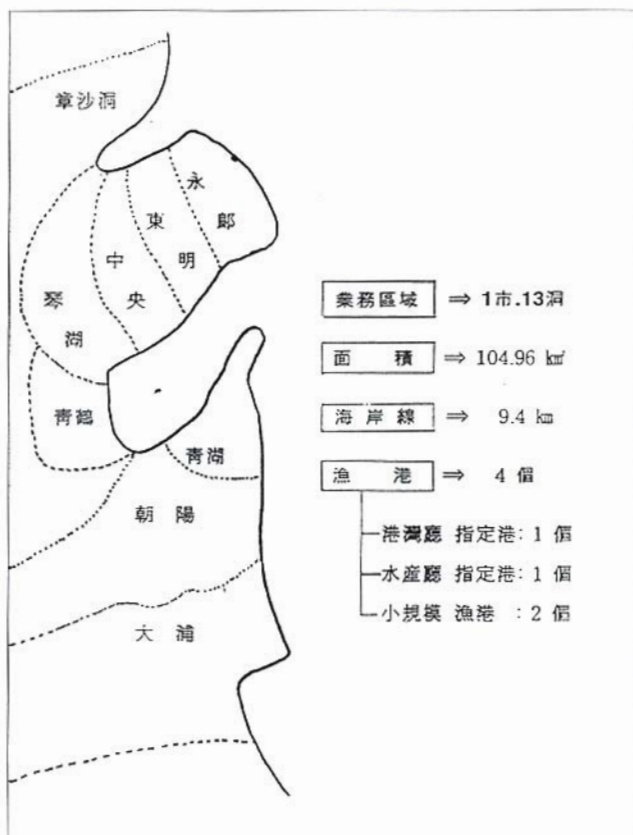 章沙洞
永郎
東明
中央
琴湖
靑鶴
靑湖
朝陽
大浦
業務區域 ⇒ 1市.13洞
面 積 ⇒ 104.96 ㎢
海岸線 ⇒ 9.4 ㎞
漁 港 ⇒ 4 個
港灣廳 指定港: 1 個
水産廳 指定港: 1 個
小規模 漁港 : 2 個